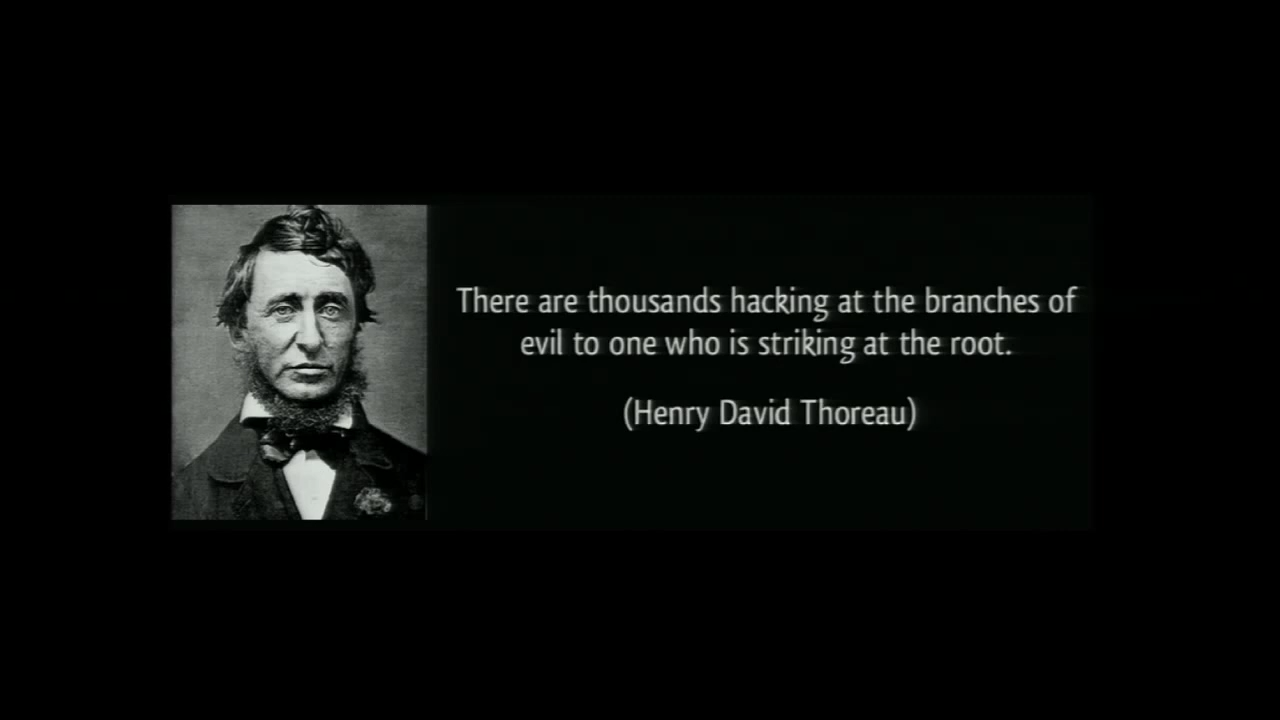 There are thousands hacking at the branches of
evil to one who is striking at the root.
(Henry David Thoreau)